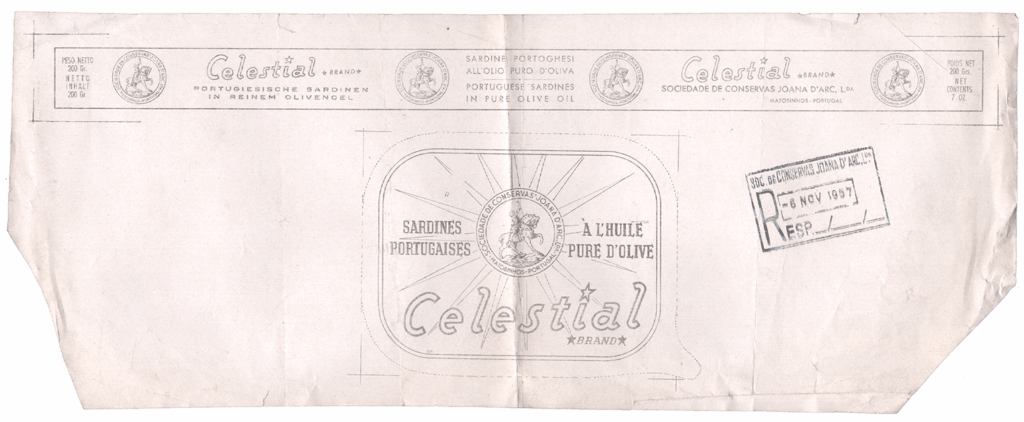 PESO NETTO
200 Gr.
NETTO
INHALT
200 Gr.
Celestial
★BRAND★
PORTUGIESISCHE SARDINEN
IN REINEM OLIVENOEL
SARDINE PORTOGHESI
ALL'OLIO PURO D'OLIVA
PORTUGUESE SARDINES
IN PURE OLIVE OIL
Celestial
★BRAND★
SOCIEDADE DE CONSERVAS JOANA D'ARC, LDA
MATOSINHOS - PORTUGAL
POIDS NET
200 Grs.
NET
CONTENTS
7 OZ.
SARDINES
PORTUGAISES
SOCIEDADE DE CONSERVAS "JOANA D'ARC" LDA
MATOSINHOS - PORTUGAL
À L'HUILE
PURE D'OLIVE
Celestial
★BRAND★
SOC. DE CONSERVAS JOANA D'ARC, LDA
R
-6 NOV 1957
ESP. / /